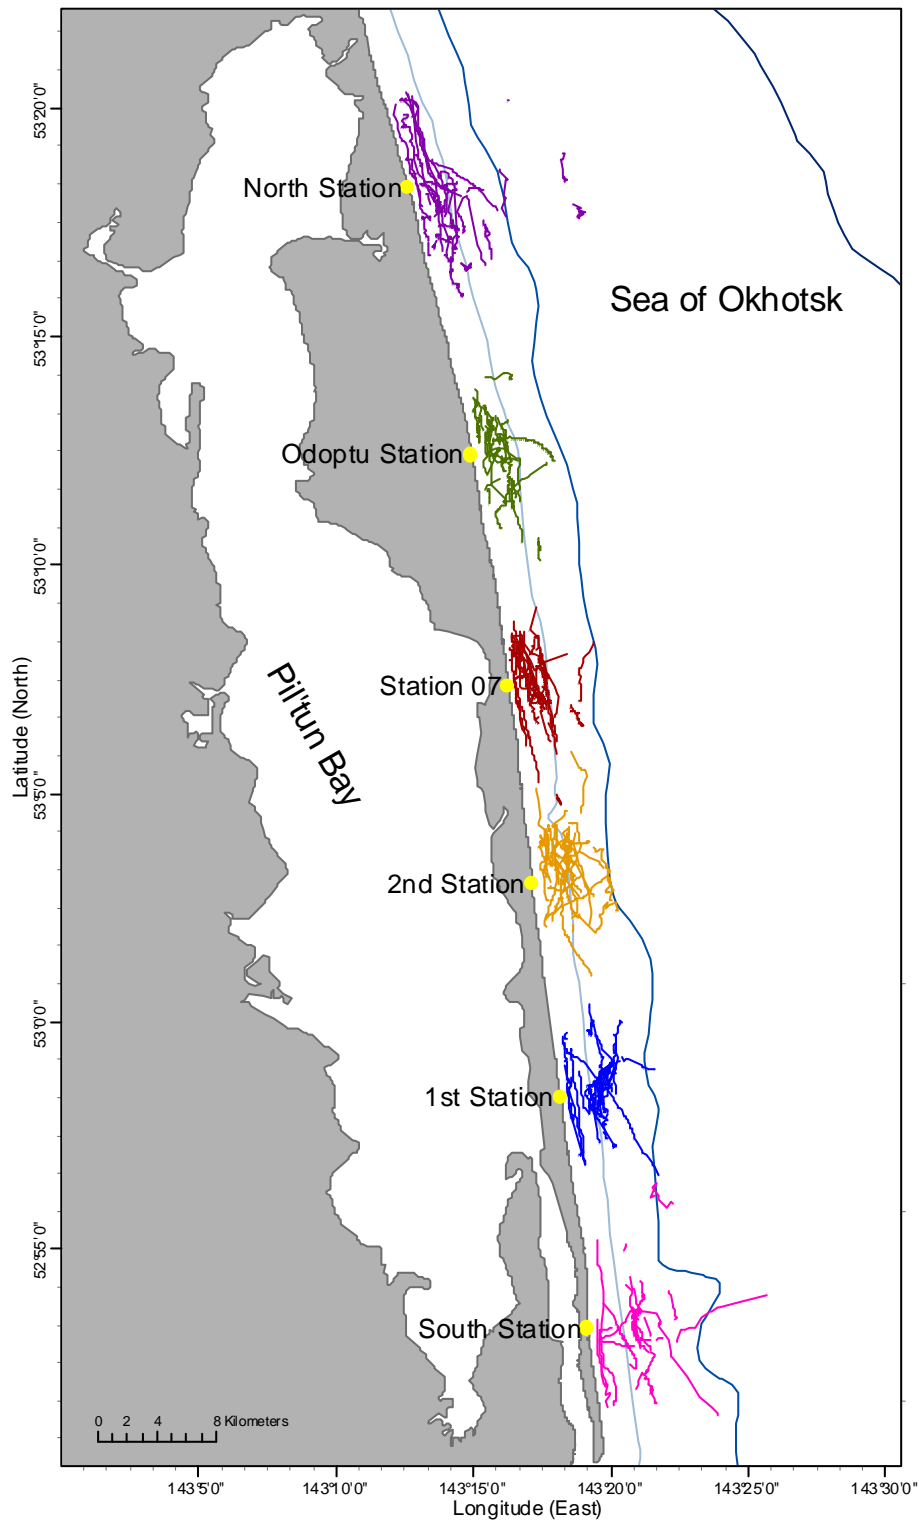 53°20'0"
North Station
Sea of Okhotsk
53°15'0"
Odoptu Station
53°10'0"
Latitude (North)
Station 07
Pil'tun Bay
53°5'0"
2nd Station
53°0'0"
1st Station
52°55'0"
South Station
0 2 4 8 Kilometers
143°5'0" 143°10'0" 143°15'0" 143°20'0" 143°25'0" 143°30'0"
Longitude (East)